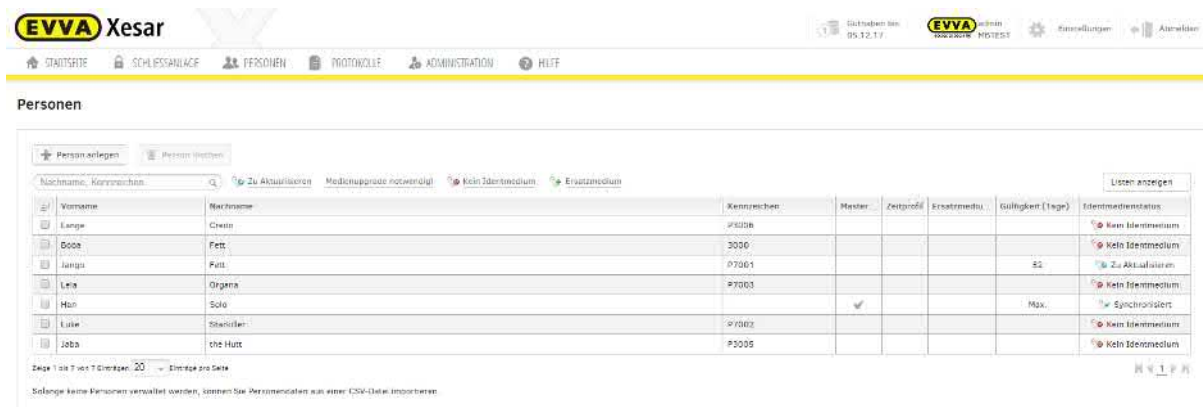 EVVA Xesar
Guthaben bis
05.12.17
EVVA
admin
MBTEST
Einstellungen
Abmelden
STARTSEITE SCHLIESSANLAGE PERSONEN PROTOKOLLE ADMINISTRATION HILFE
Personen
Person anlegen Person löschen
Nachname, Kennzeichen Zu Aktualisieren Medienupgrade notwendig! Kein Identmedium Ersatzmedium Listen anzeigen
Vorname Nachname Kennzeichen Master... Zeitprofil Ersatzmediu... Gültigkeit (Tage) Identmedienstatus
Lange Credo P3006 Kein Identmedium
Boba Fett 3000 Kein Identmedium
Jango Fett P7001 82 Zu Aktualisieren
Leia Organa P7003 Kein Identmedium
Han Solo Max. Synchronisiert
Luke P7002 Kein Identmedium
Jaba the Hutt P3005 Kein Identmedium
Zeige 1 bis 7 von 7 Einträgen 20 Einträge pro Seite 1
Solange keine Personen verwaltet werden, können Sie Personendaten aus einer CSV-Datei importieren